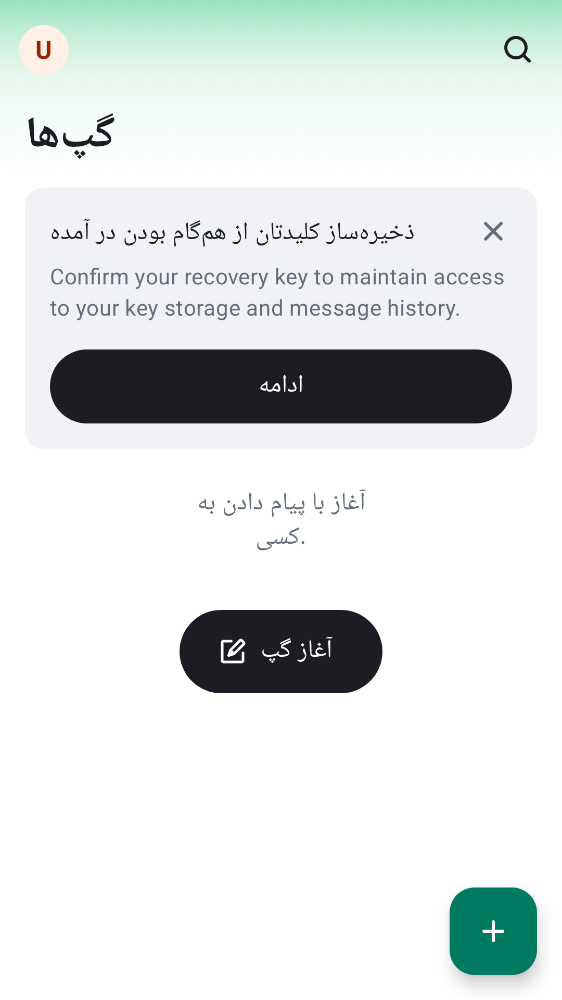 U
گپ‌ها
ذخیره‌ساز کلیدتان از هم‌گام بودن در آمده
Confirm your recovery key to maintain access
to your key storage and message history.
ادامه
آغاز با پیام دادن به
کسی.
آغاز گپ